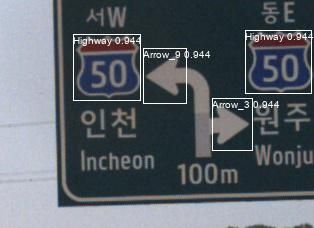 서W
동E
Highway 0.944
Highway 0.944
Arrow_9 0.944
50
50
Arrow_3 0.944
인천
원주
Incheon
Wonju
100m